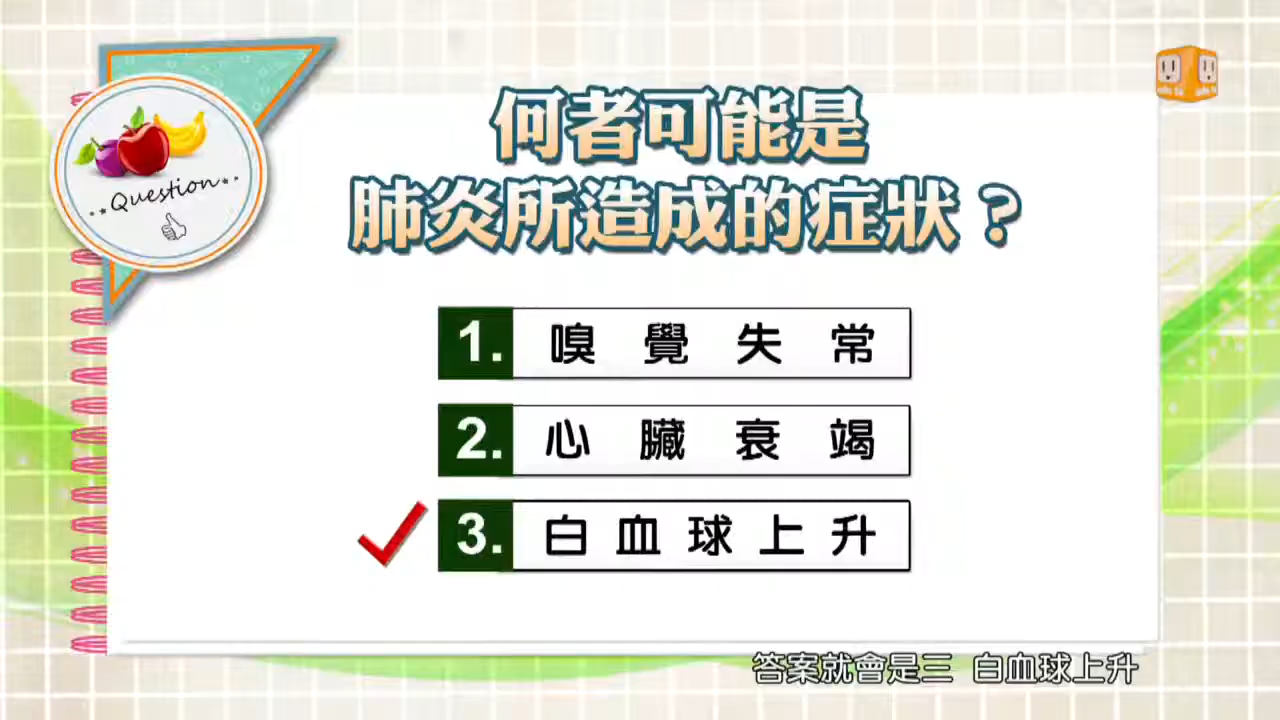 Question
何者可能是
肺炎所造成的症狀？
1. 嗅覺失常
2. 心臟衰竭
3. 白血球上升
答案就會是三 白血球上升